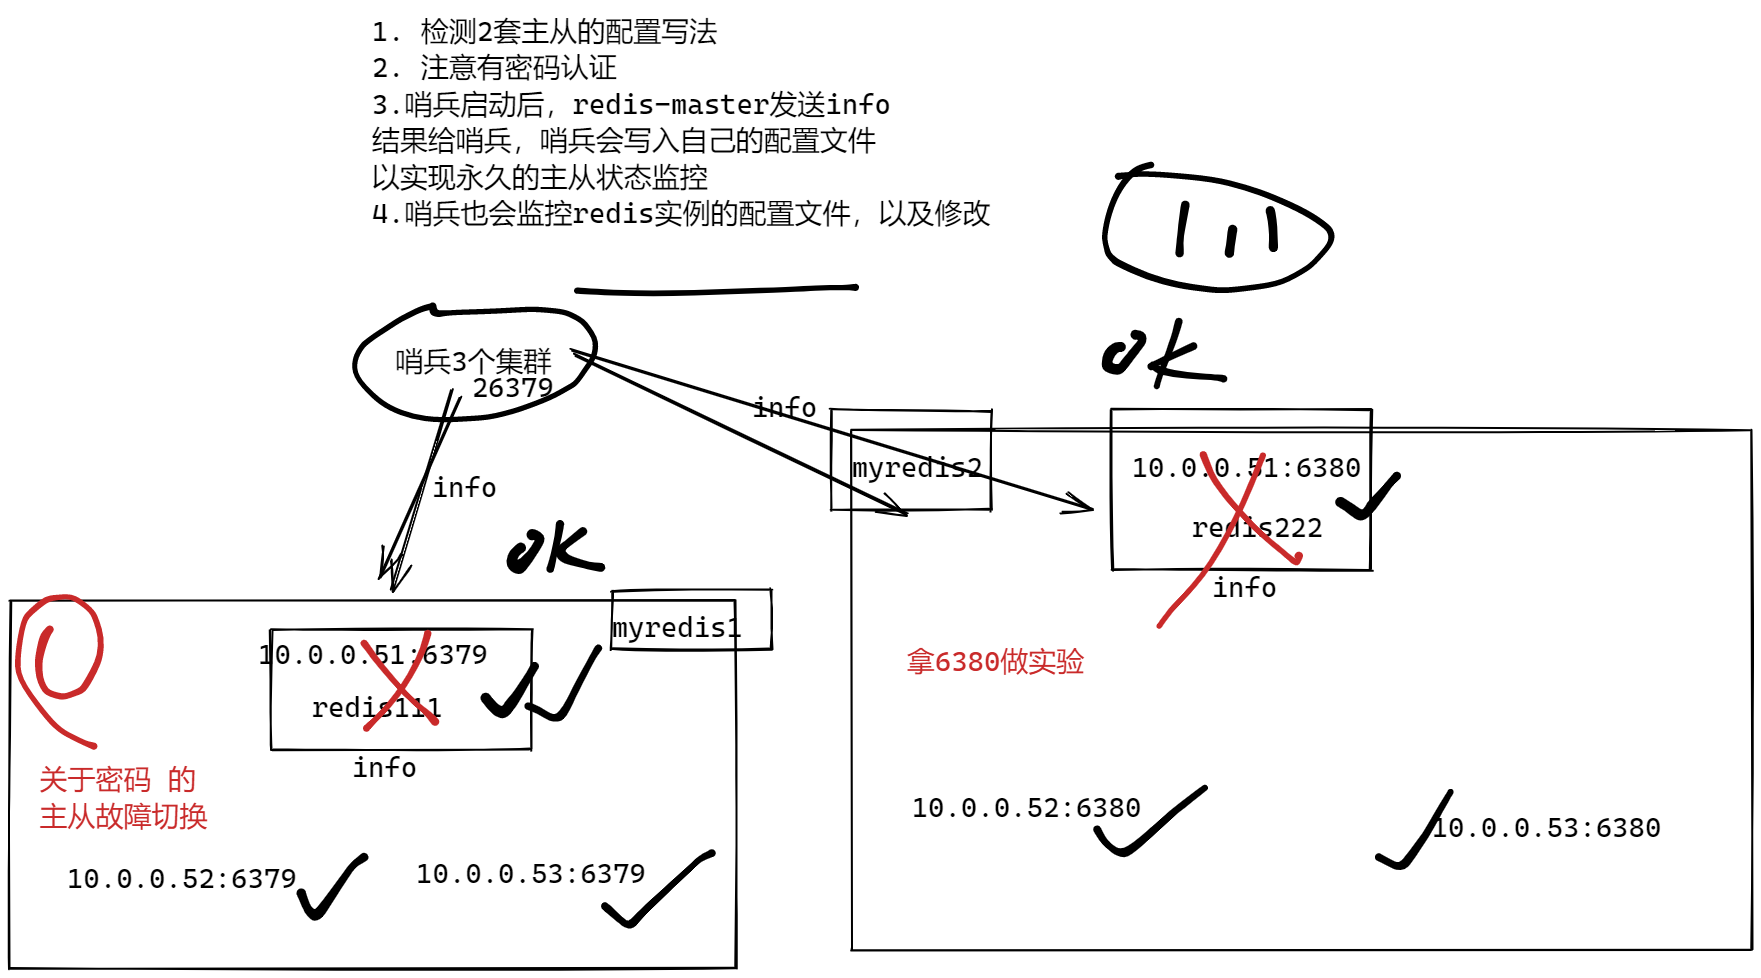 1. 检测2套主从的配置写法
2. 注意有密码认证
3.哨兵启动后，redis-master发送info
结果给哨兵，哨兵会写入自己的配置文件
以实现永久的主从状态监控
4.哨兵也会监控redis实例的配置文件，以及修改
哨兵3个集群
26379
ok
info
myredis2
10.0.0.51:6380
redis222
info
info
ok
myredis1
10.0.0.51:6379
redis111
info
拿6380做实验
关于密码 的
主从故障切换
10.0.0.52:6380
10.0.0.53:6380
10.0.0.52:6379
10.0.0.53:6379